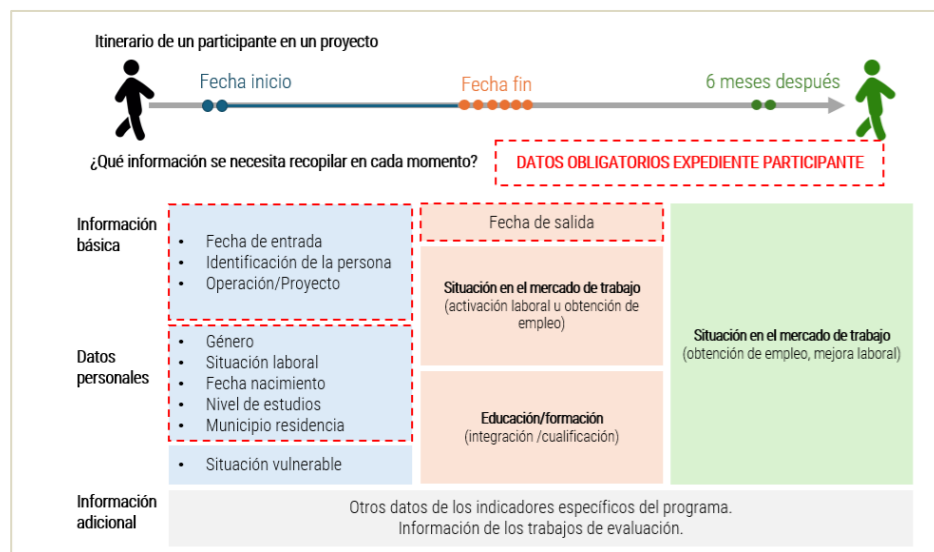 Itinerario de un participante en un proyecto
Fecha inicio
Fecha fin
6 meses después
¿Qué información se necesita recopilar en cada momento?
DATOS OBLIGATORIOS EXPEDIENTE PARTICIPANTE
Información
básica
• Fecha de entrada
• Identificación de la persona
• Operación/Proyecto
Fecha de salida
Situación en el mercado de trabajo
(activación laboral u obtención de
empleo)
Situación en el mercado de trabajo
(obtención de empleo, mejora laboral)
Datos
personales
• Género
• Situación laboral
• Fecha nacimiento
• Nivel de estudios
• Municipio residencia
• Situación vulnerable
Educación/formación
(integración /cualificación)
Información
adicional
Otros datos de los indicadores específicos del programa.
Información de los trabajos de evaluación.